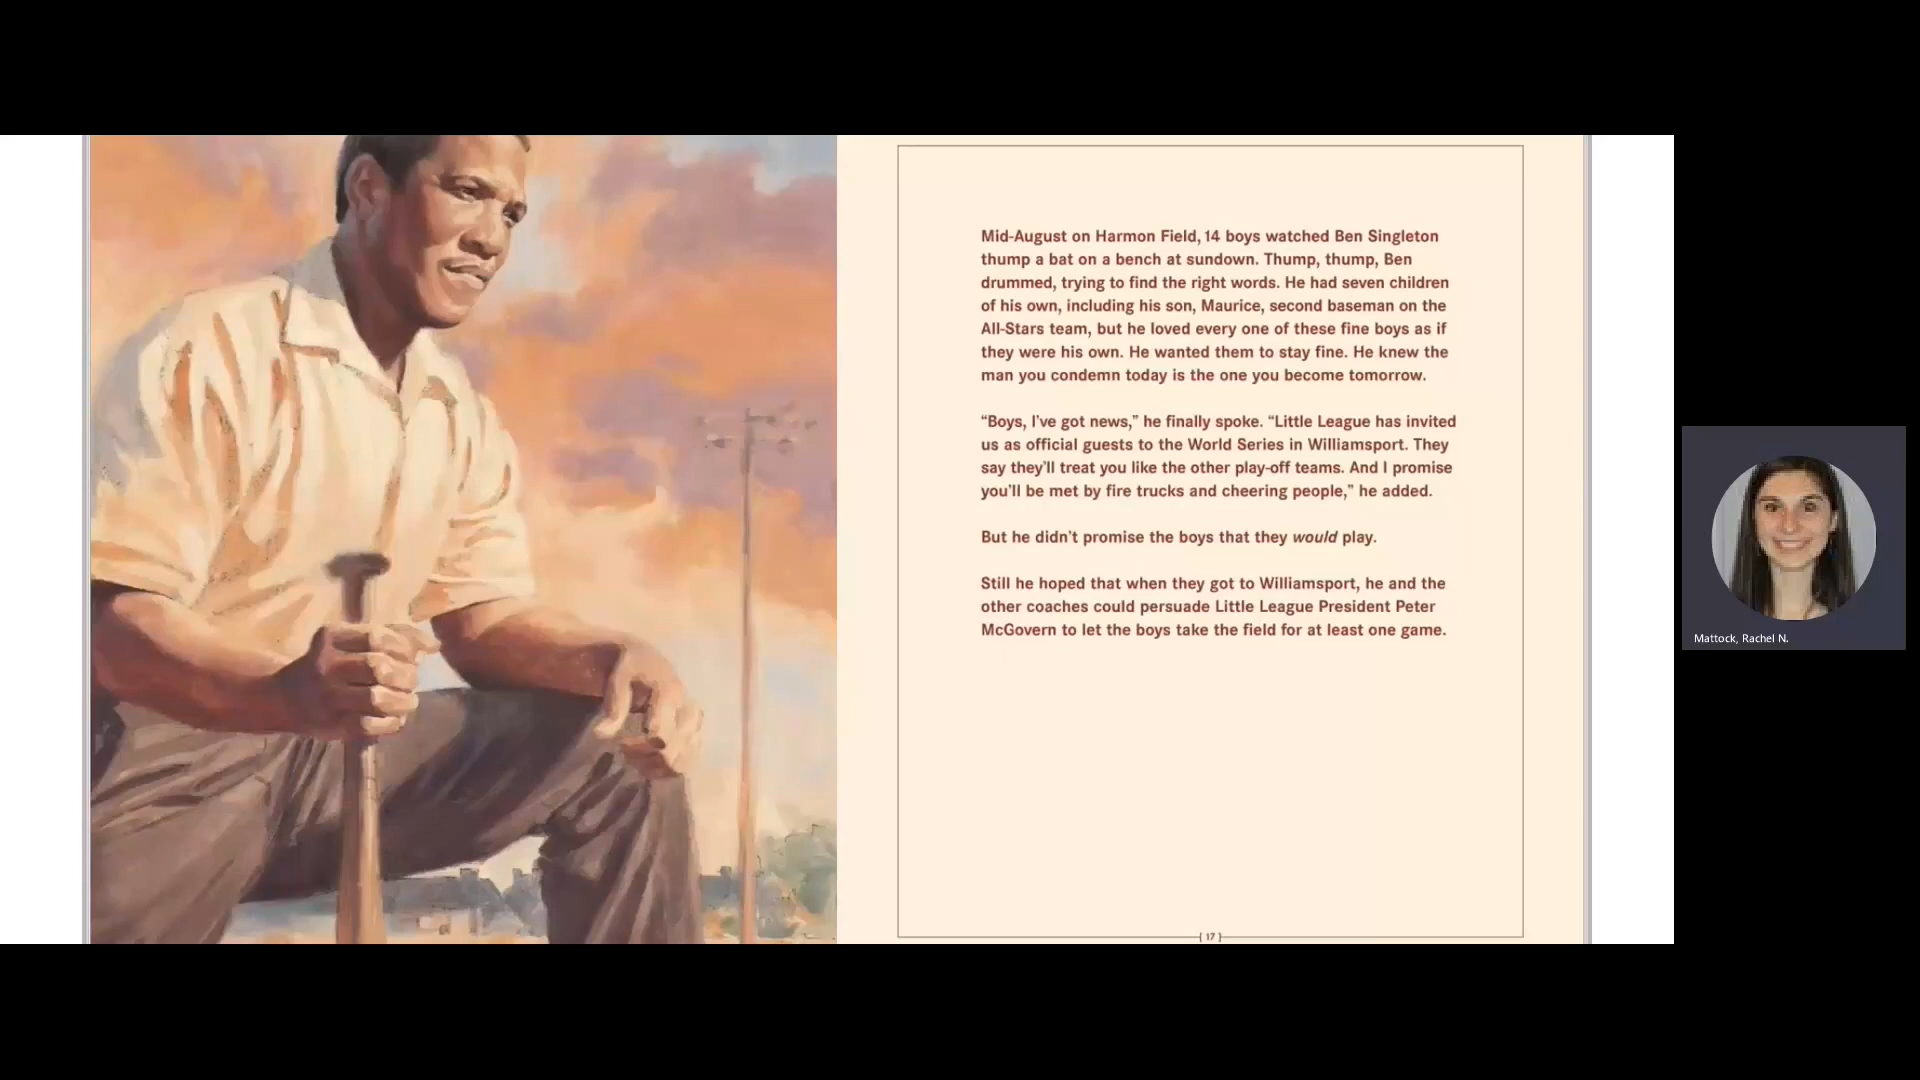 Mid-August on Harmon Field, 14 boys watched Ben Singleton
thump a bat on a bench at sundown. Thump, thump, Ben
drummed, trying to find the right words. He had seven children
of his own, including his son, Maurice, second baseman on the
All-Stars team, but he loved every one of these fine boys as if
they were his own. He wanted them to stay fine. He knew the
man you condemn today is the one you become tomorrow.
“Boys, I’ve got news,” he finally spoke. “Little League has invited
us as official guests to the World Series in Williamsport. They
say they’ll treat you like the other play-off teams. And I promise
you’ll be met by fire trucks and cheering people,” he added.
But he didn’t promise the boys that they would play.
Still he hoped that when they got to Williamsport, he and the
other coaches could persuade Little League President Peter
McGovern to let the boys take the field for at least one game.
{ 17 }
Mattock, Rachel N.